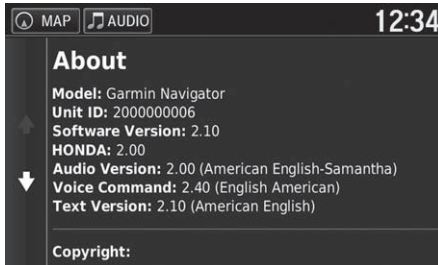 MAP AUDIO 12:34
About
Model: Garmin Navigator
Unit ID: 2000000006
Software Version: 2.10
HONDA: 2.00
Audio Version: 2.00 (American English-Samantha)
Voice Command: 2.40 (English American)
Text Version: 2.10 (American English)
Copyright: